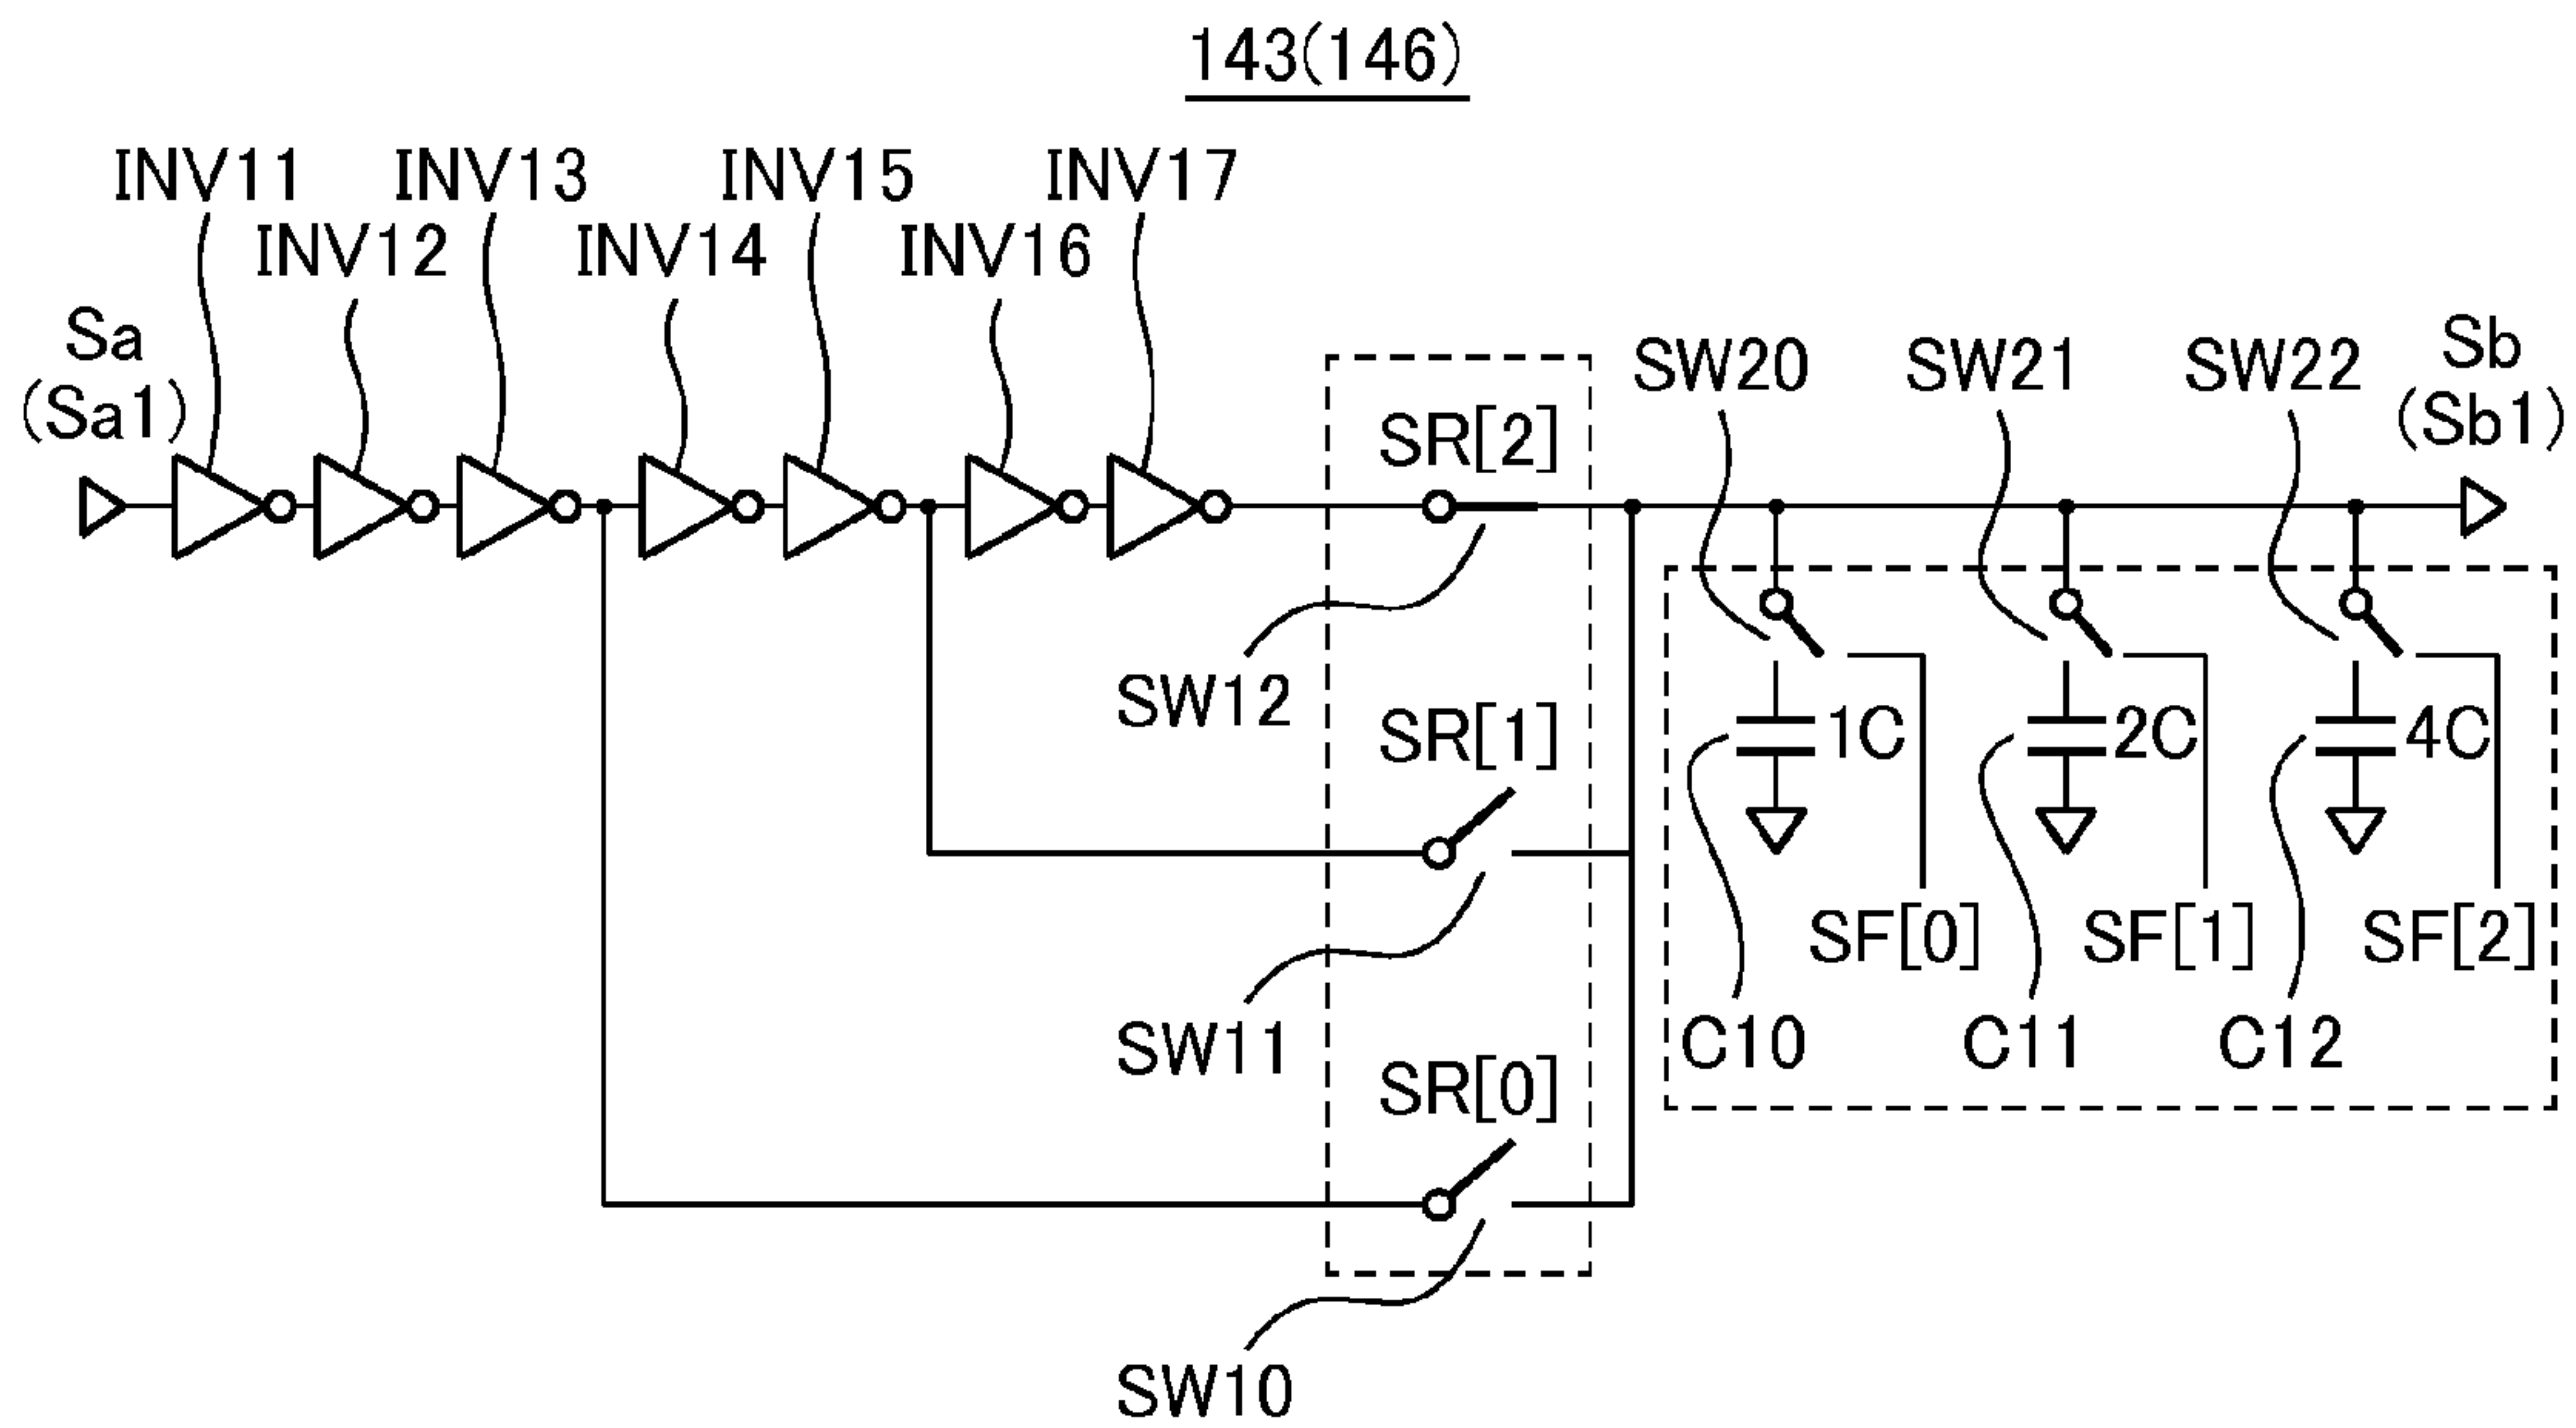 143(146)
INV11 INV13 INV15 INV17
INV12 INV14 INV16
Sa
(Sa1)
SW20 SW21 SW22
Sb
(Sb1)
SR[2]
SW12
SR[1]
1C 2C 4C
SF[0] SF[1] SF[2]
SW11
C10 C11 C12
SR[0]
SW10